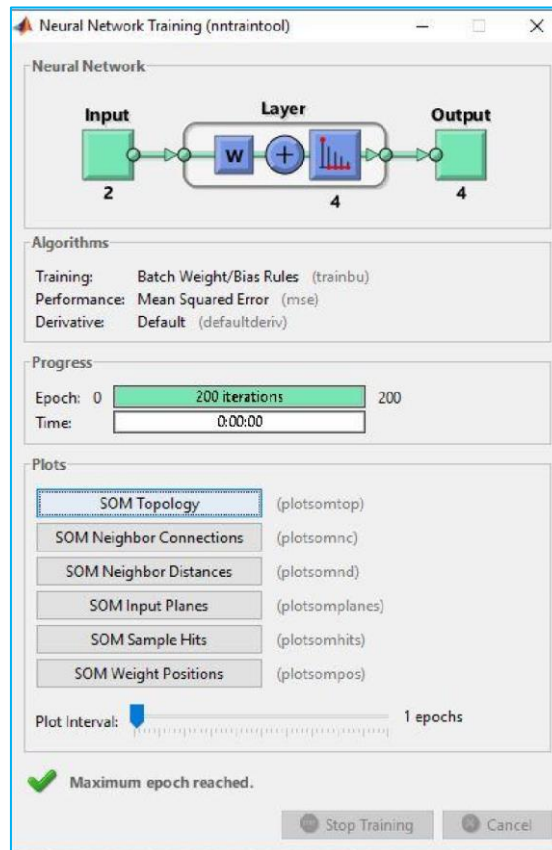 Neural Network Training (nntraintool)
Neural Network
Input
Layer
Output
W
+
2
4
4
Algorithms
Training: Batch Weight/Bias Rules (trainbu)
Performance: Mean Squared Error (mse)
Derivative: Default (defaultderiv)
Progress
Epoch: 0 200 iterations 200
Time: 0:00:00
Plots
SOM Topology (plotsomtop)
SOM Neighbor Connections (plotsomnc)
SOM Neighbor Distances (plotsomnd)
SOM Input Planes (plotsomplanes)
SOM Sample Hits (plotsomhits)
SOM Weight Positions (plotsompos)
Plot Interval: 1 epochs
Maximum epoch reached.
Stop Training Cancel